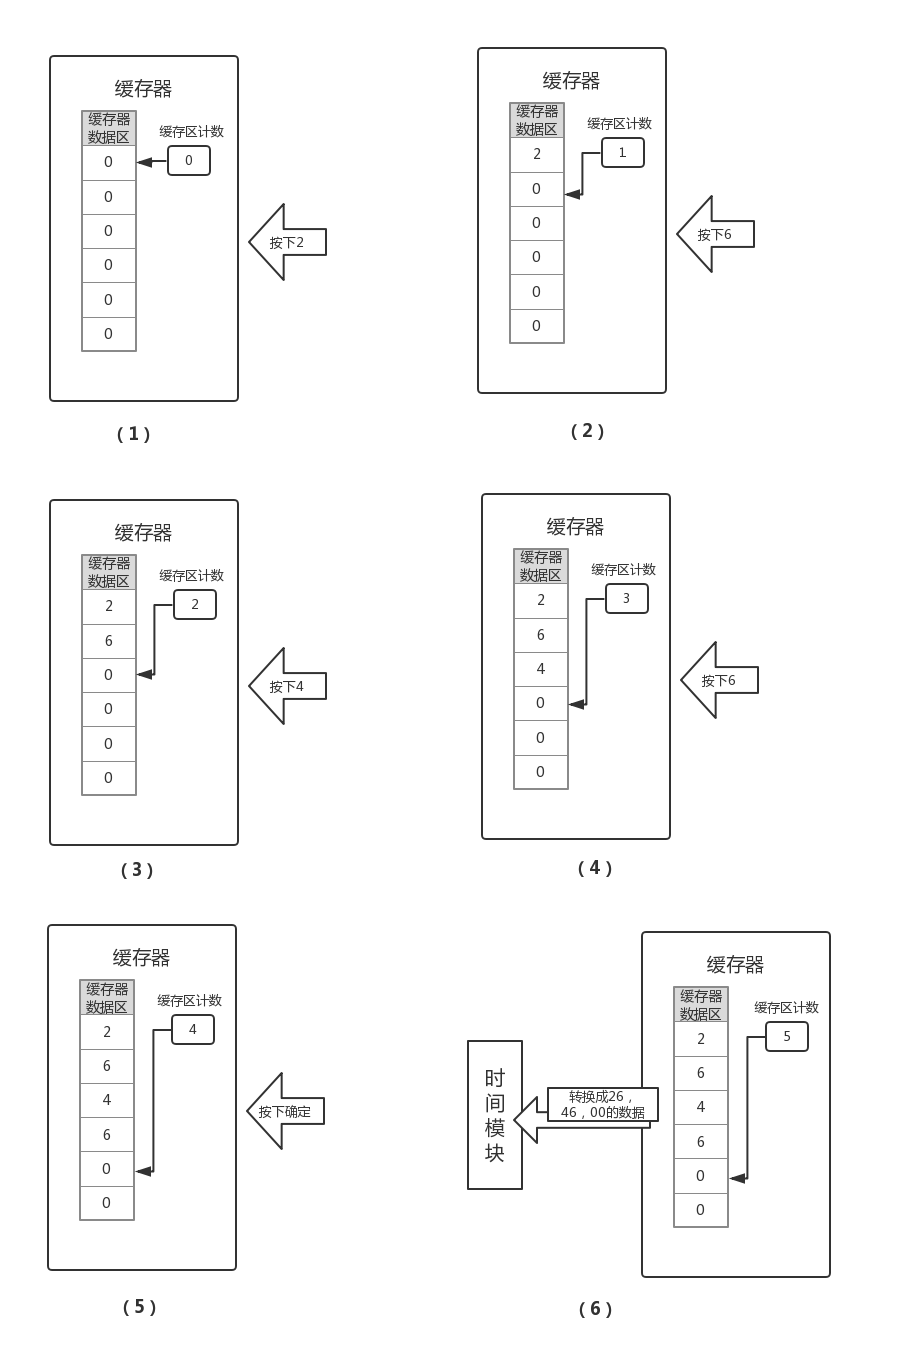 缓存器
缓存器
数据区
缓存区计数
0
0
0
0
0
0
0
按下2
（1）
缓存器
缓存器
数据区
缓存区计数
1
2
0
0
0
0
0
按下6
（2）
缓存器
缓存器
数据区
缓存区计数
2
2
6
0
0
0
0
按下4
（3）
缓存器
缓存器
数据区
缓存区计数
3
2
6
4
0
0
0
按下6
（4）
缓存器
缓存器
数据区
缓存区计数
4
2
6
4
6
0
0
按下确定
（5）
缓存器
缓存器
数据区
缓存区计数
5
2
6
4
6
0
0
转换成26，
46，00的数据
时
间
模
块
（6）